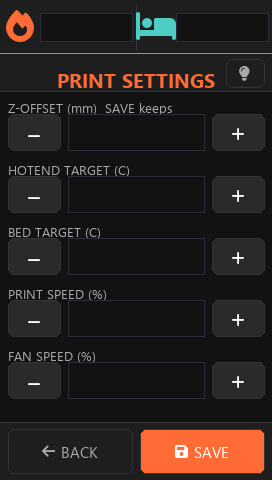 PRINT SETTINGS
Z-OFFSET (mm)  SAVE keeps
– +
HOTEND TARGET (C)
– +
BED TARGET (C)
– +
PRINT SPEED (%)
– +
FAN SPEED (%)
– +
BACK SAVE